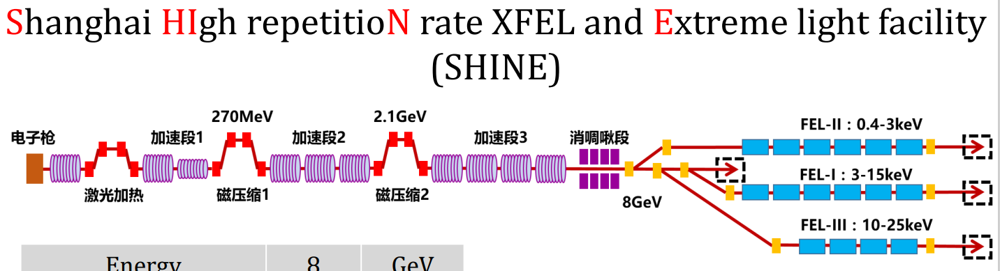 Shanghai HIgh repetitioN rate XFEL and Extreme light facility
(SHINE)
270MeV
2.1GeV
电子枪
加速段1
加速段2
加速段3
消啁啾段
FEL-II：0.4-3keV
激光加热
磁压缩1
磁压缩2
8GeV
FEL-I：3-15keV
FEL-III：10-25keV
Energy 8 GeV